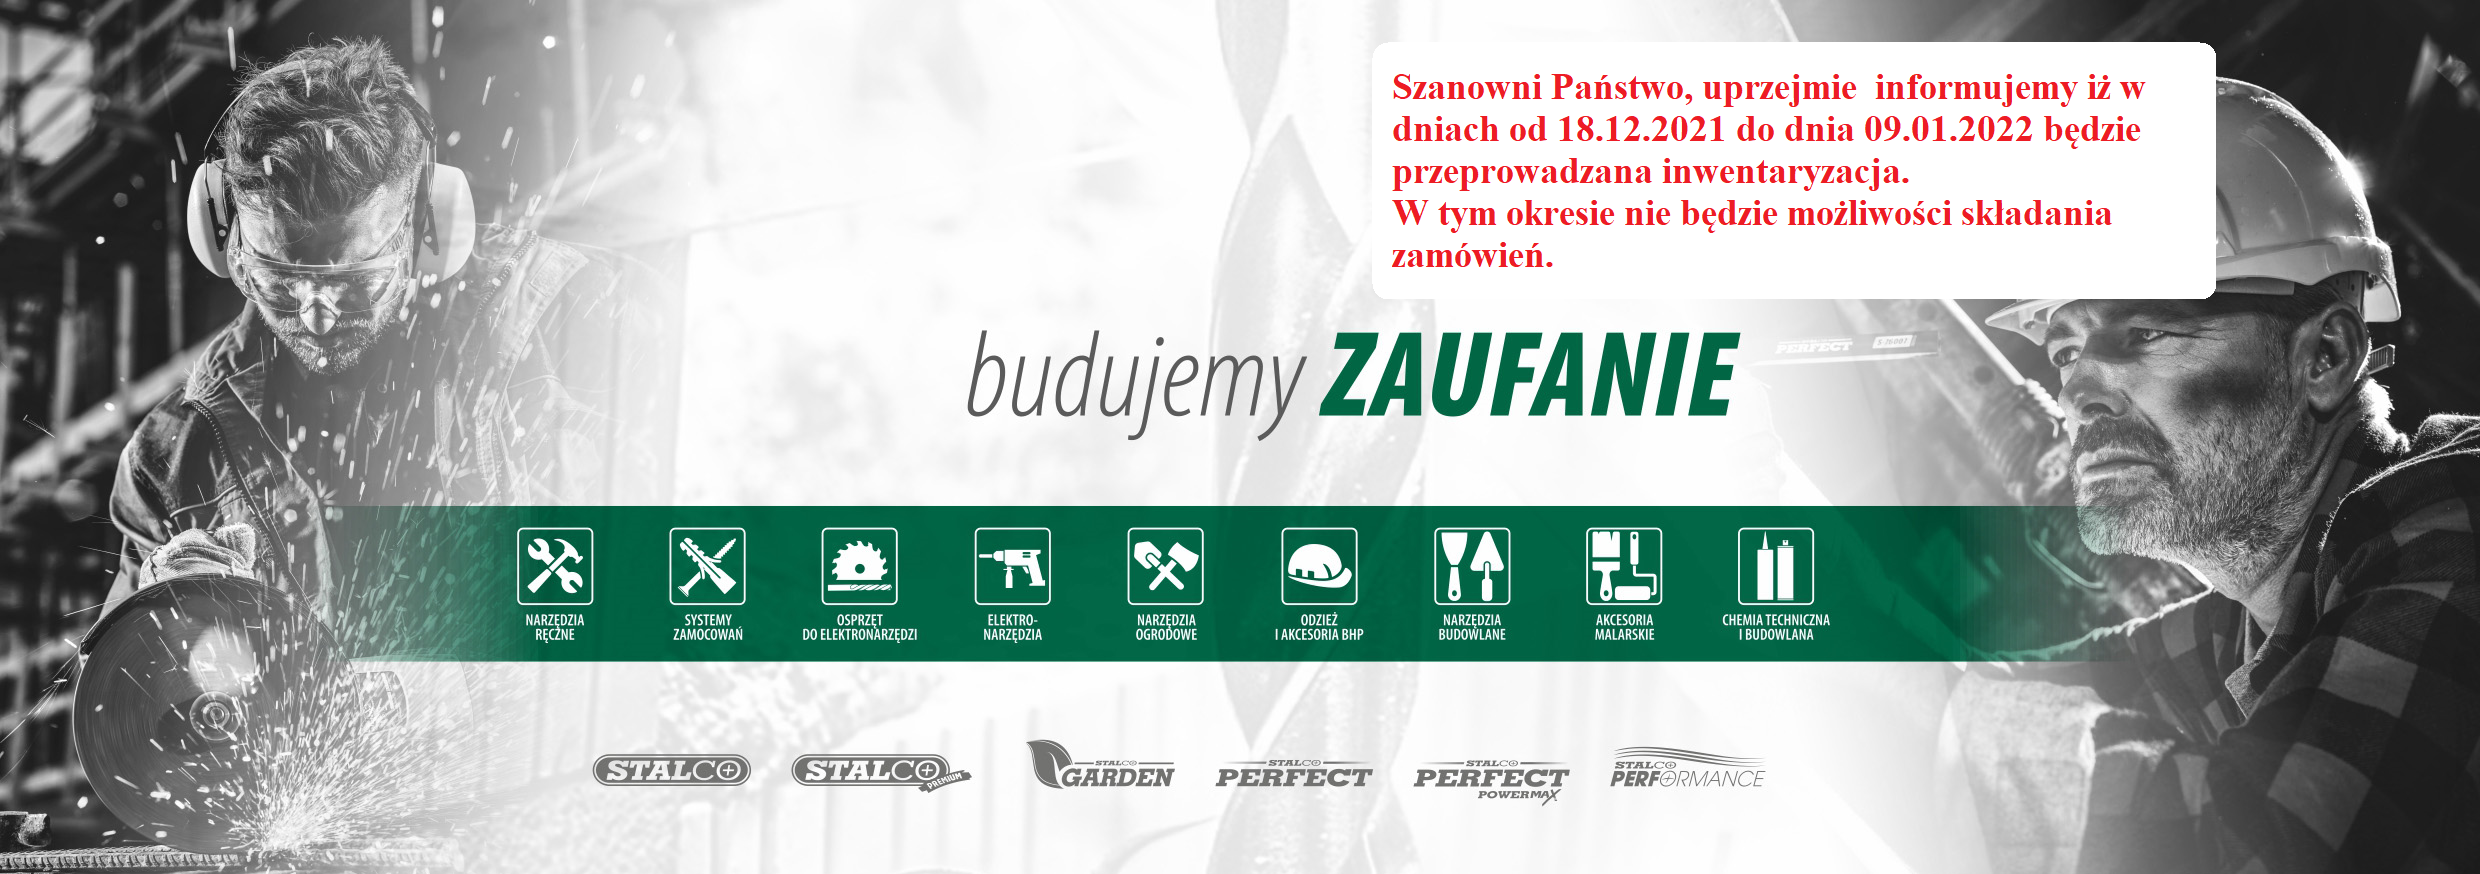 Szanowni Państwo, uprzejmie  informujemy iż w
dniach od 18.12.2021 do dnia 09.01.2022 będzie
przeprowadzana inwentaryzacja.
W tym okresie nie będzie możliwości składania
zamówień.
budujemy ZAUFANIE
PERFECT S-76001
NARZĘDZIA
RĘCZNE
SYSTEMY
ZAMOCOWAŃ
OSPRZĘT
DO ELEKTRONARZĘDZI
ELEKTRO-
NARZĘDZIA
NARZĘDZIA
OGRODOWE
ODZIEŻ
I AKCESORIA BHP
NARZĘDZIA
BUDOWLANE
AKCESORIA
MALARSKIE
CHEMIA TECHNICZNA
I BUDOWLANA
STALCO
STALCO
PREMIUM
STALCO
GARDEN
STALCO
PERFECT
STALCO
PERFECT
POWERMAX
STALCO
PERFORMANCE